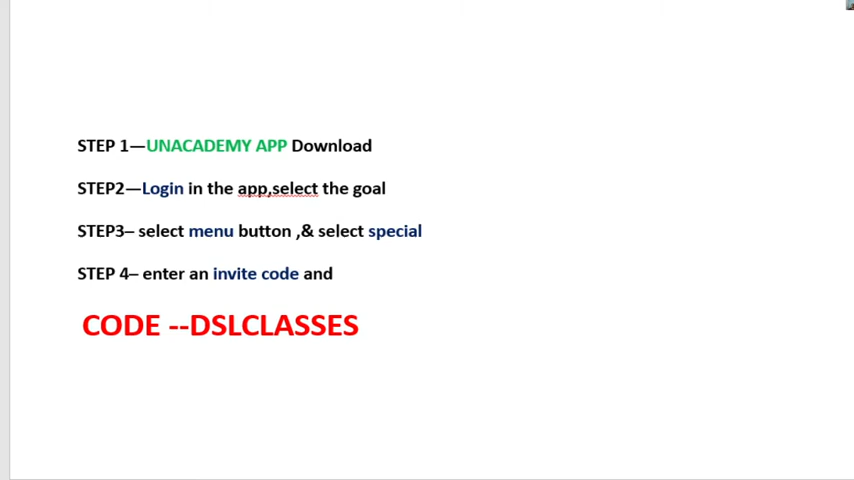 STEP 1—UNACADEMY APP Download
STEP2—Login in the app,select the goal
STEP3– select menu button ,& select special
STEP 4– enter an invite code and
CODE --DSLCLASSES